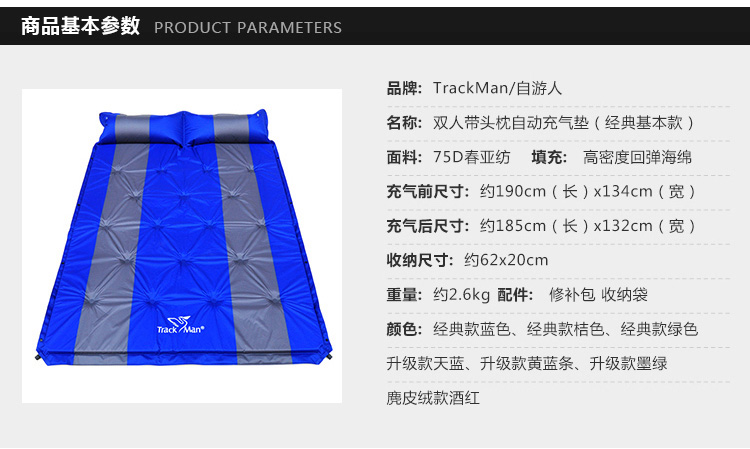 商品基本参数 PRODUCT PARAMETERS
品牌: TrackMan/自游人
名称: 双人带头枕自动充气垫（经典基本款）
面料: 75D春亚纺 填充: 高密度回弹海绵
充气前尺寸: 约190cm（长）x134cm（宽）
充气后尺寸: 约185cm（长）x132cm（宽）
收纳尺寸: 约62x20cm
重量: 约2.6kg 配件: 修补包 收纳袋
颜色: 经典款蓝色、经典款桔色、经典款绿色
升级款天蓝、升级款黄蓝条、升级款墨绿
麂皮绒款酒红
Track Man®